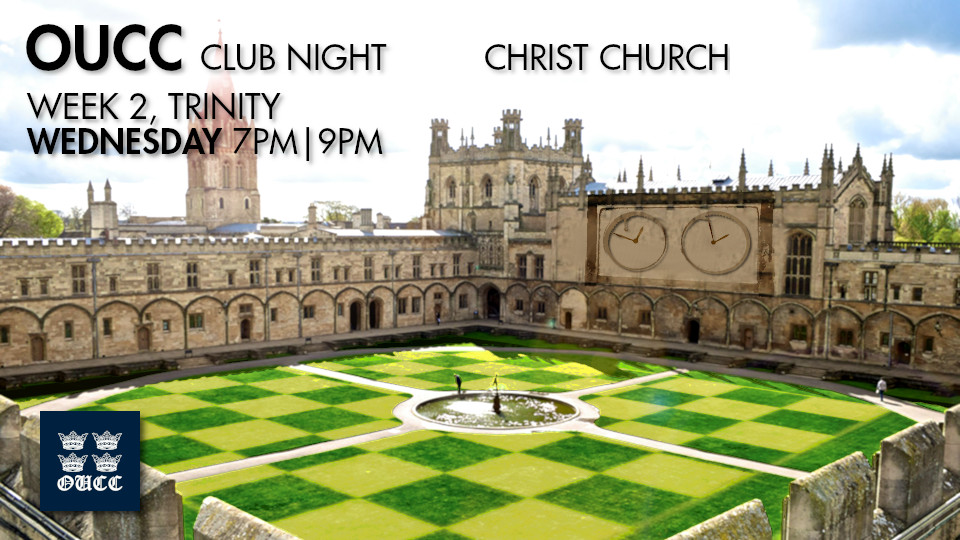 OUCC CLUB NIGHT CHRIST CHURCH
WEEK 2, TRINITY
WEDNESDAY 7PM|9PM
OUCC